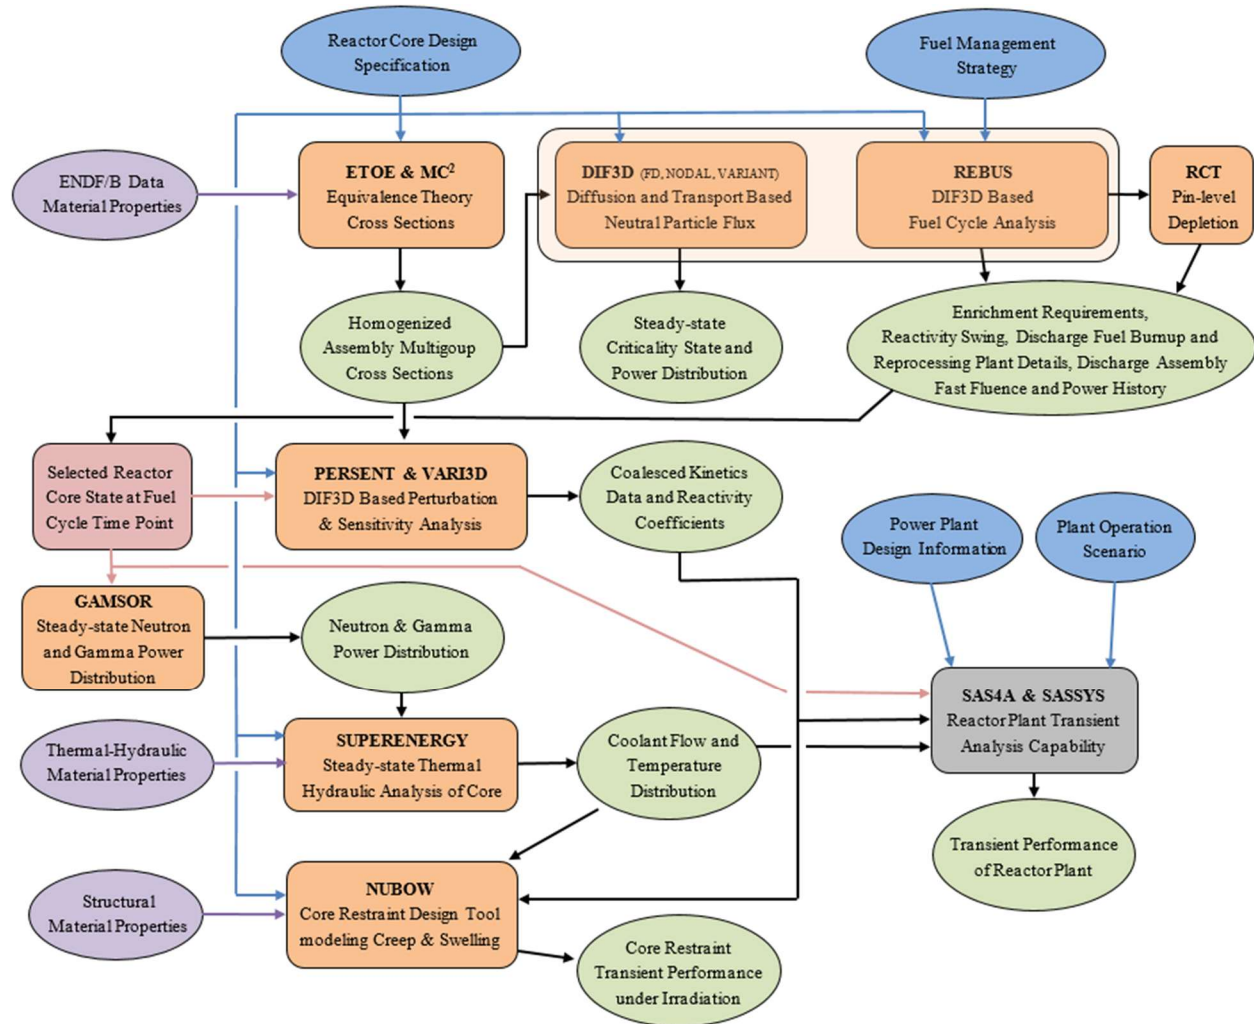 Reactor Core Design
Specification
Fuel Management
Strategy
ENDF/B Data
Material Properties
ETOE & MC²
Equivalence Theory
Cross Sections
DIF3D (FD, NODAL, VARIANT)
Diffusion and Transport Based
Neutral Particle Flux
REBUS
DIF3D Based
Fuel Cycle Analysis
RCT
Pin-level
Depletion
Homogenized
Assembly Multigoup
Cross Sections
Steady-state
Criticality State and
Power Distribution
Enrichment Requirements,
Reactivity Swing, Discharge Fuel Burnup and
Reprocessing Plant Details, Discharge Assembly
Fast Fluence and Power History
Selected Reactor
Core State at Fuel
Cycle Time Point
PERSENT & VARI3D
DIF3D Based Perturbation
& Sensitivity Analysis
Coalesced Kinetics
Data and Reactivity
Coefficients
Power Plant
Design Information
Plant Operation
Scenario
GAMSOR
Steady-state Neutron
and Gamma Power
Distribution
Neutron & Gamma
Power Distribution
SAS4A & SASSYS
Reactor Plant Transient
Analysis Capability
Thermal-Hydraulic
Material Properties
SUPERENERGY
Steady-state Thermal
Hydraulic Analysis of Core
Coolant Flow and
Temperature
Distribution
Transient Performance
of Reactor Plant
Structural
Material Properties
NUBOW
Core Restraint Design Tool
modeling Creep & Swelling
Core Restraint
Transient Performance
under Irradiation